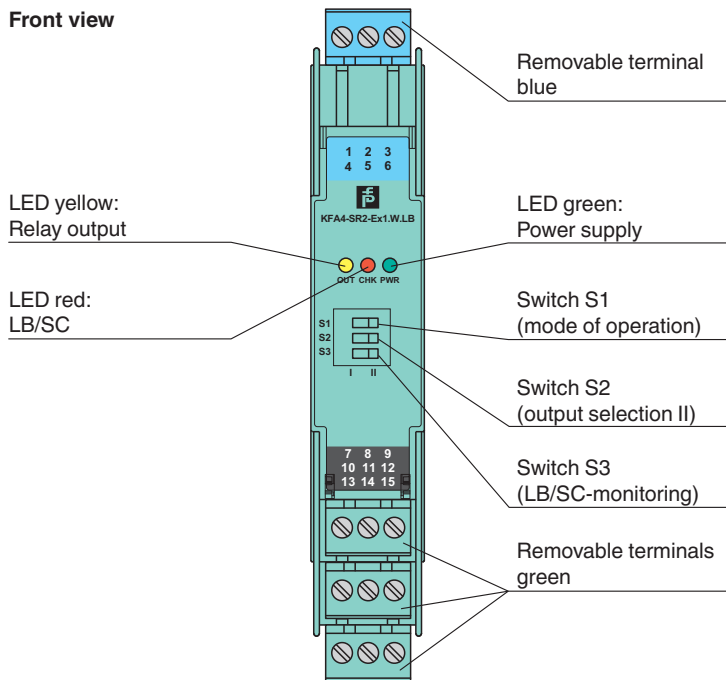 Front view
Removable terminal
blue
1 2 3
4 5 6
KFA4-SR2-Ex1.W.LB
LED yellow:
Relay output
LED green:
Power supply
OUT CHK PWR
LED red:
LB/SC
Switch S1
(mode of operation)
S1
S2
S3
I II
Switch S2
(output selection II)
Switch S3
(LB/SC-monitoring)
7 8 9
10 11 12
13 14 15
Removable terminals
green